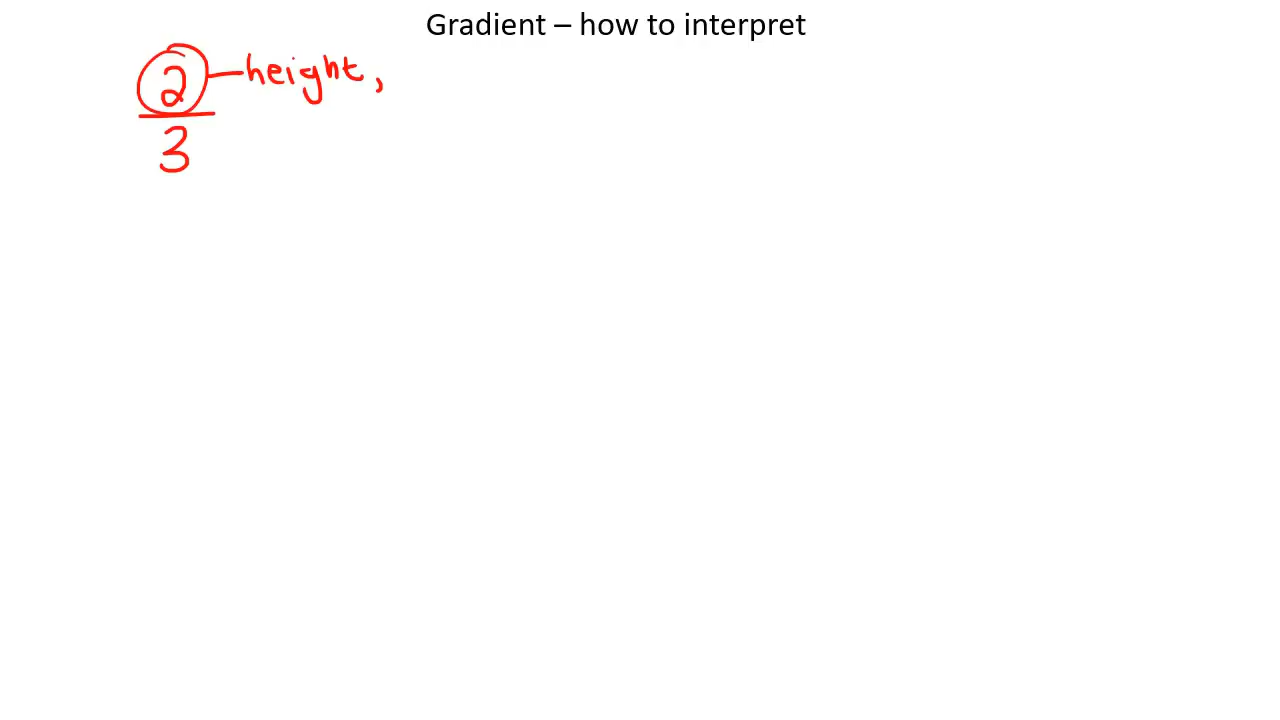 Gradient – how to interpret
2 height,
3